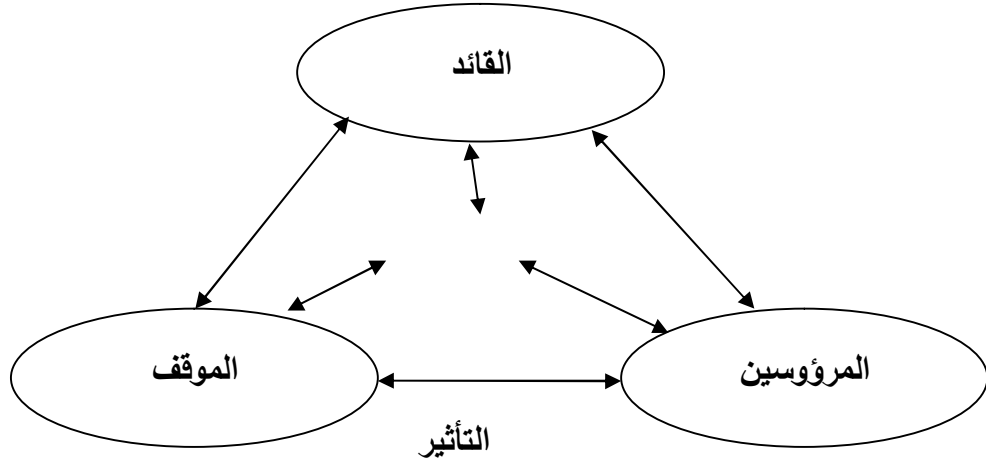 القائد
المرؤوسين
الموقف
التأثير